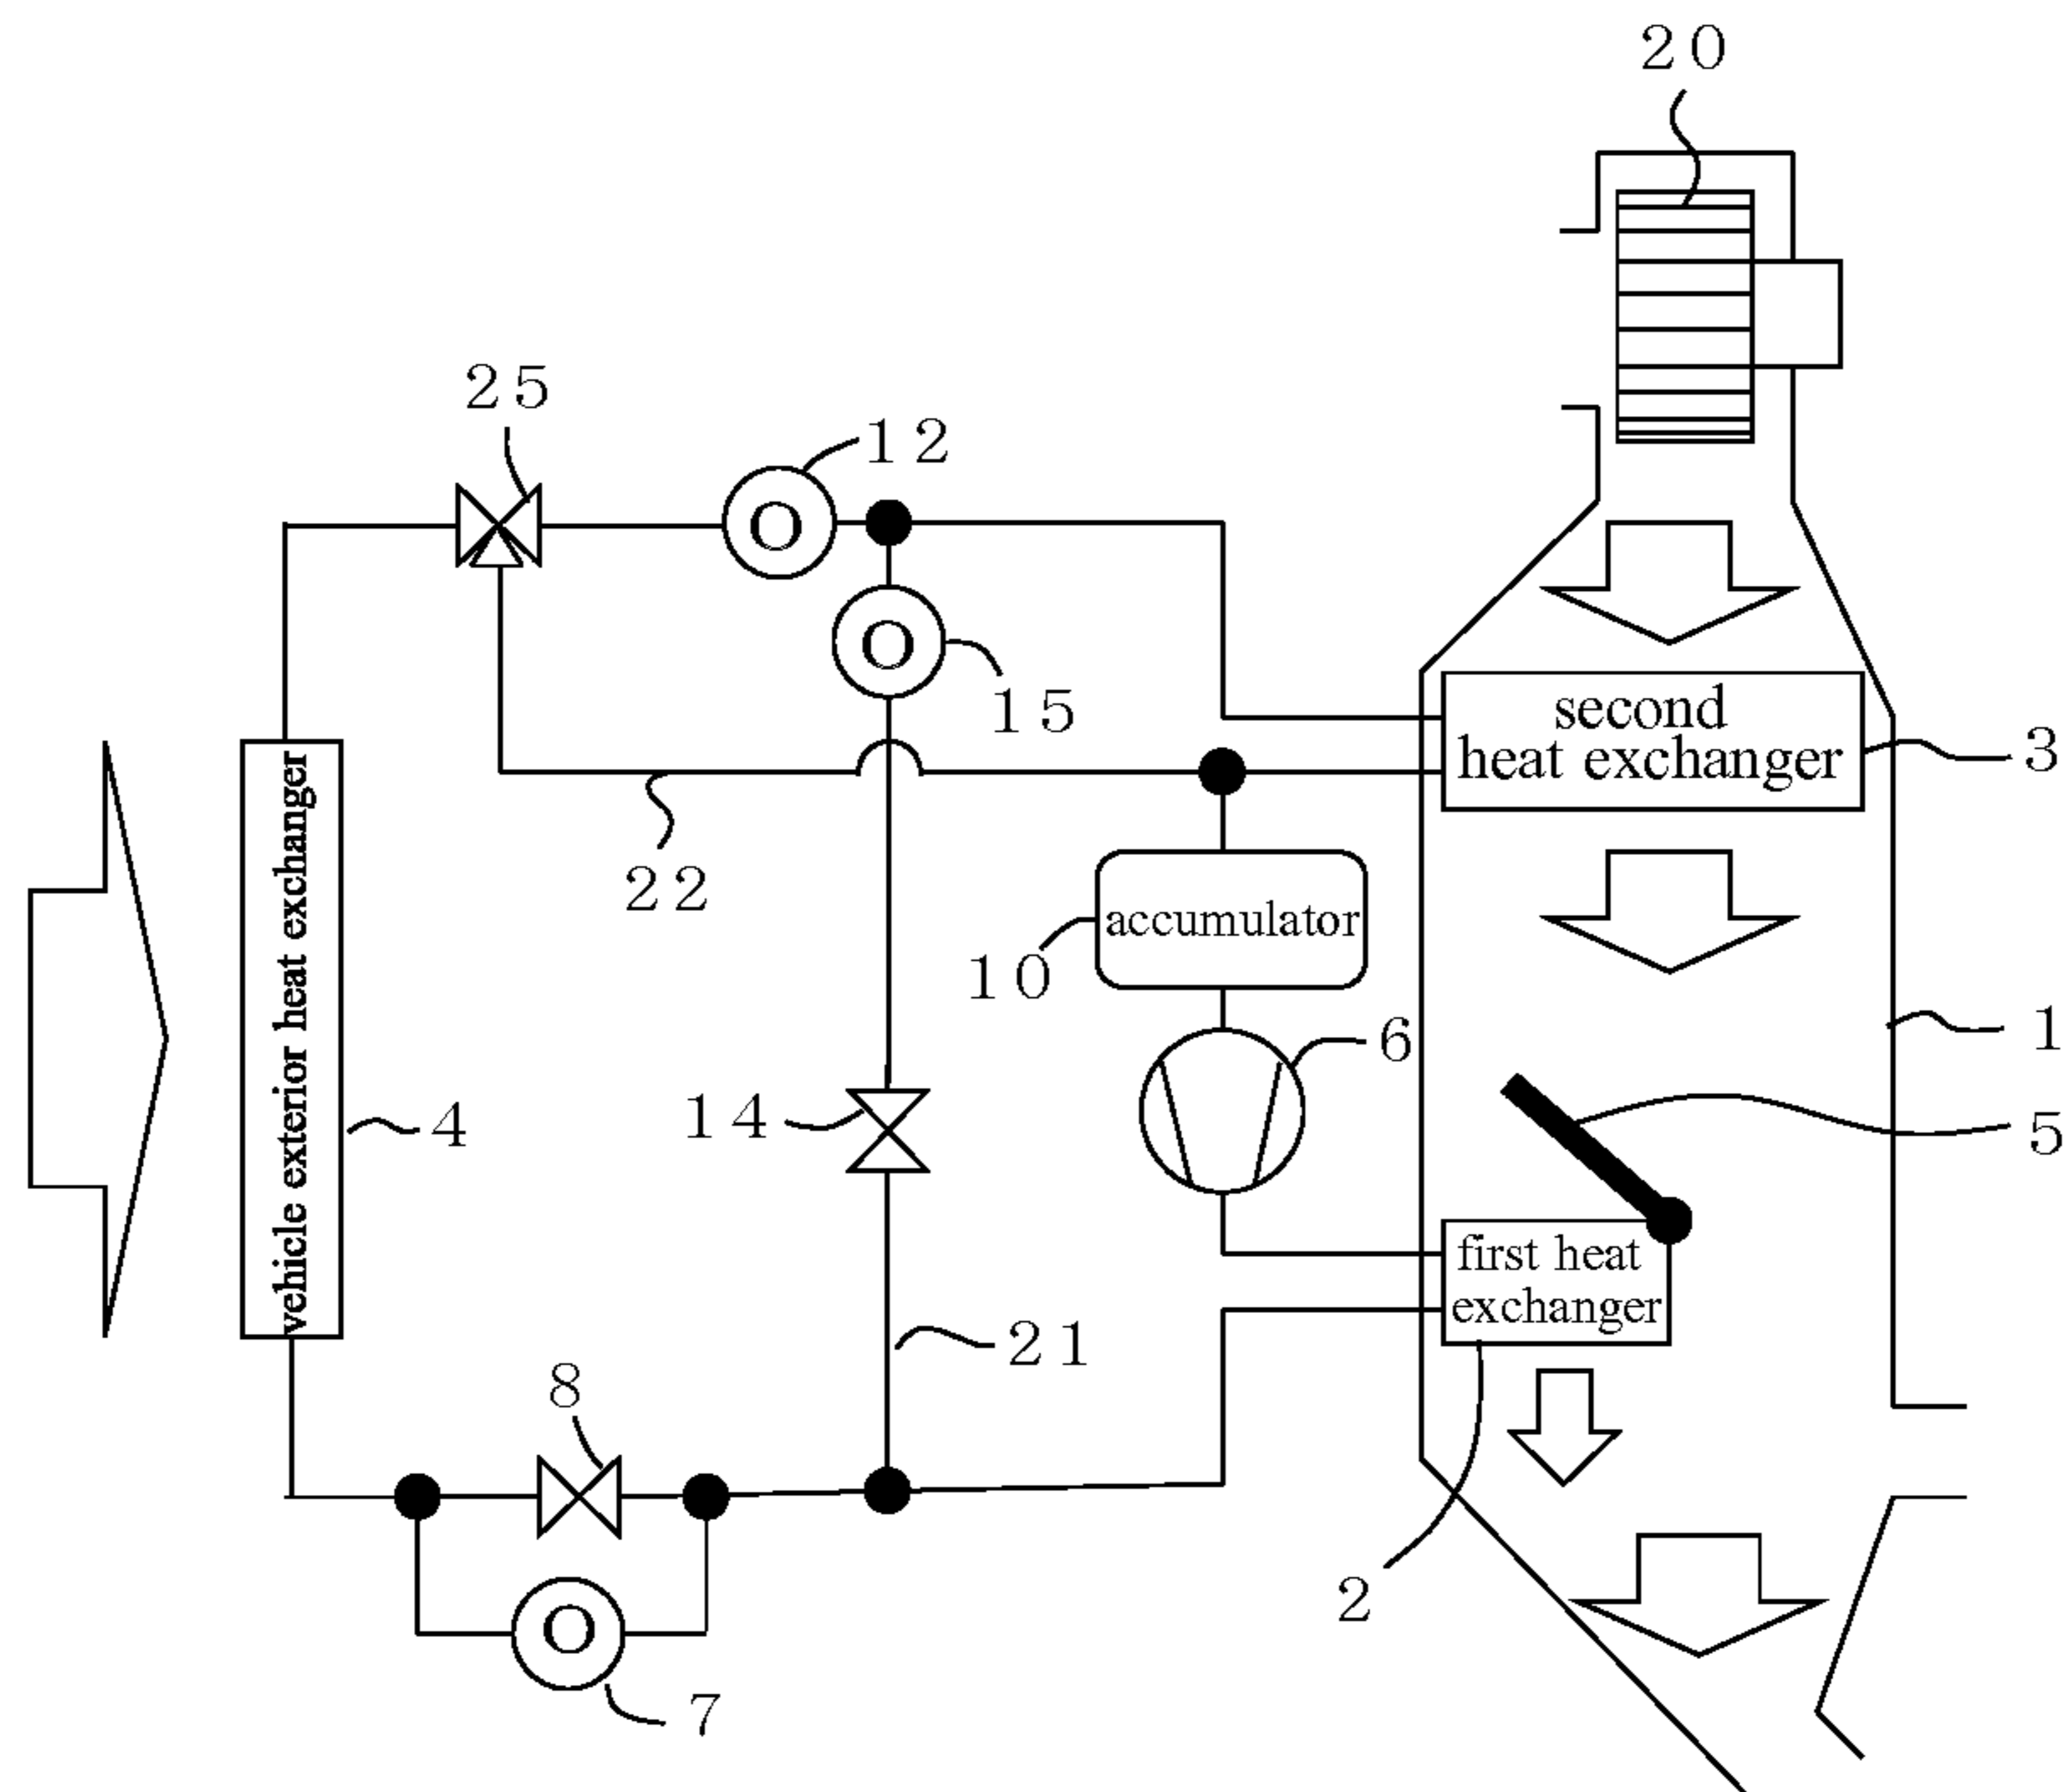 20
25
12
15
second
heat exchanger
3
22
accumulator
10
6
1
vehicle exterior heat exchanger
4
14
5
first heat
exchanger
21
8
2
7
O
O
O